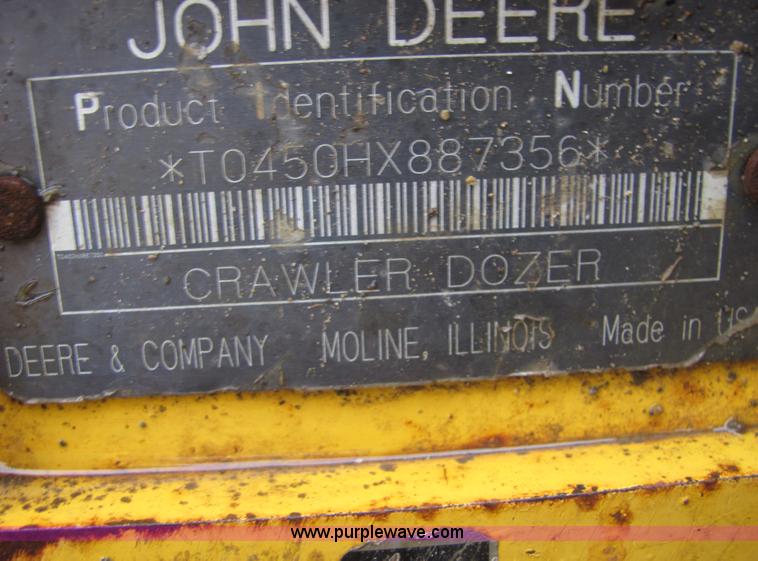 JOHN DEERE
Product Identification Number
*T0450HX887356*
CRAWLER DOZER
DEERE & COMPANY MOLINE, ILLINOIS Made in US
www.purplewave.com